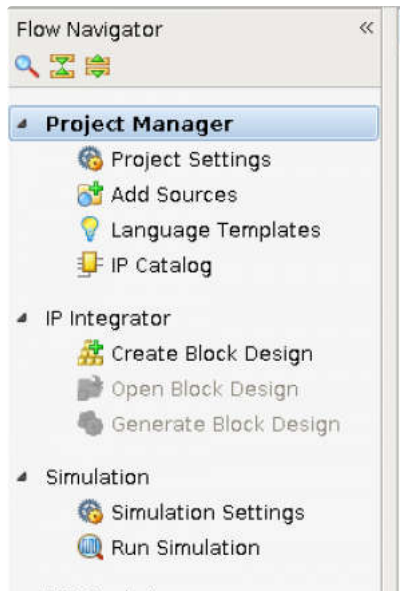 Flow Navigator
Project Manager
Project Settings
Add Sources
Language Templates
IP Catalog
IP Integrator
Create Block Design
Open Block Design
Generate Block Design
Simulation
Simulation Settings
Run Simulation